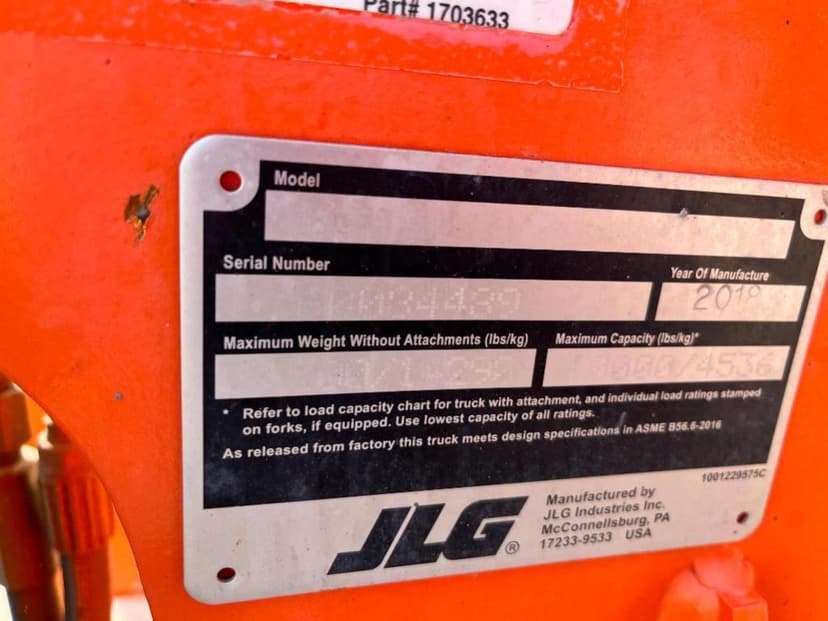 Part# 1703633
Model
Serial Number
Year Of Manufacture
2018
Maximum Weight Without Attachments (lbs/kg)
Maximum Capacity (lbs/kg)*
* Refer to load capacity chart for truck with attachment, and individual load ratings stamped
on forks, if equipped. Use lowest capacity of all ratings.
As released from factory this truck meets design specifications in ASME B56.6-2016
1001229575C
JLG®
Manufactured by
JLG Industries Inc.
McConnellsburg, PA
17233-9533 USA